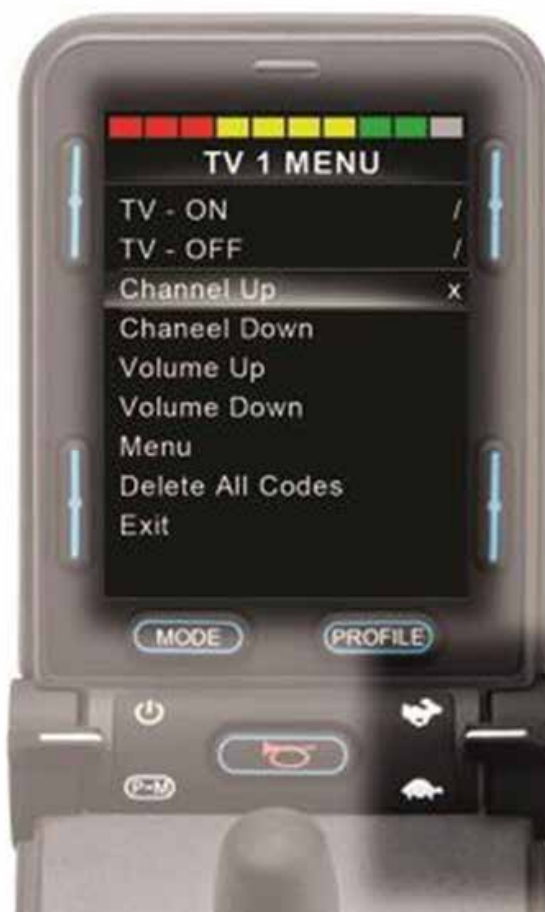 TV 1 MENU
TV - ON /
TV - OFF /
Channel Up x
Chaneel Down
Volume Up
Volume Down
Menu
Delete All Codes
Exit
MODE PROFILE
P-M